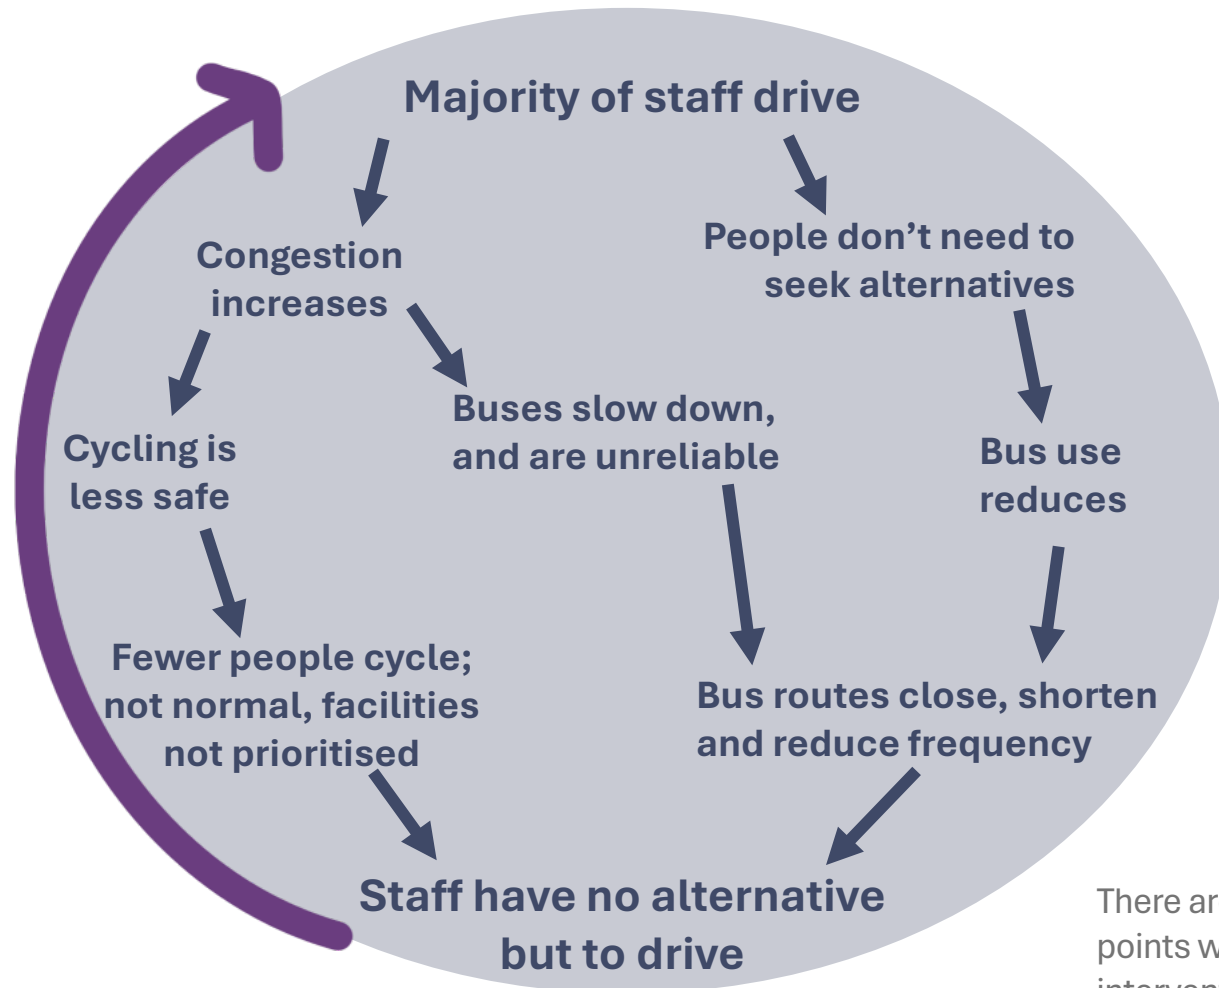 Majority of staff drive
Congestion
increases
People don’t need to
seek alternatives
Cycling is
less safe
Buses slow down,
and are unreliable
Bus use
reduces
Fewer people cycle;
not normal, facilities
not prioritised
Bus routes close, shorten
and reduce frequency
Staff have no alternative
but to drive
There
points